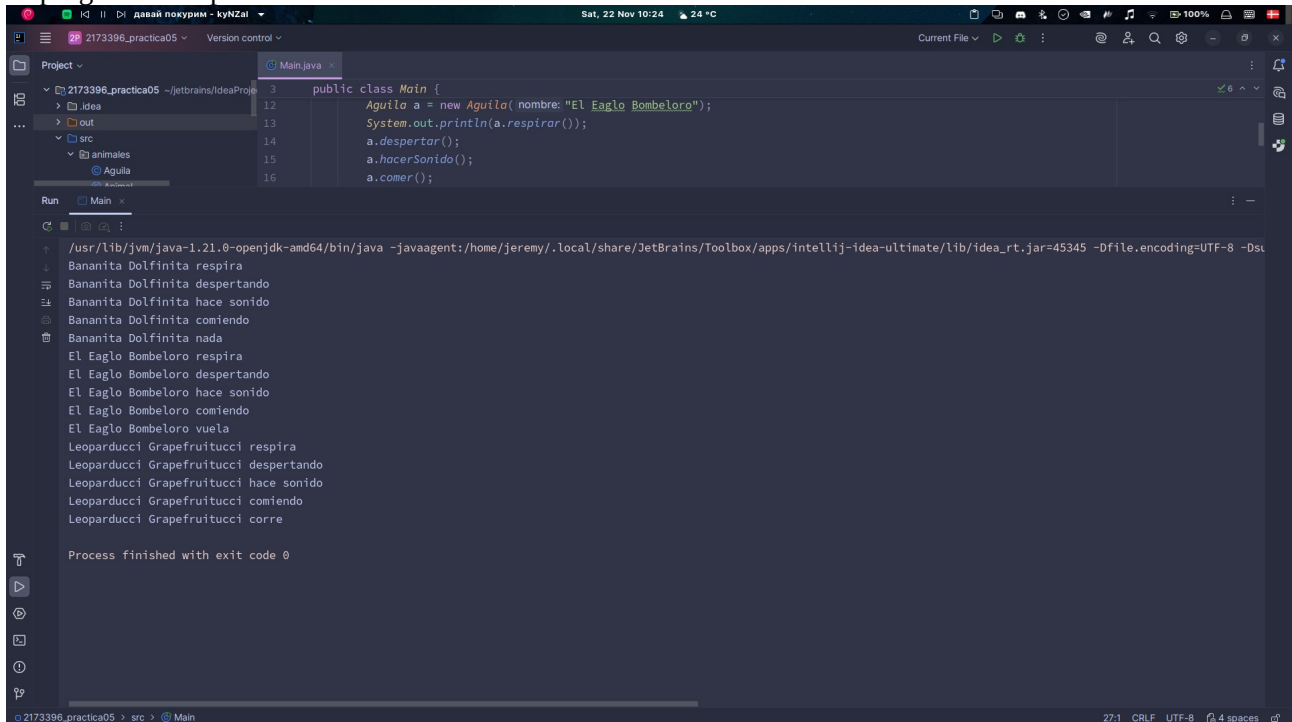 давай покурим - kyNZal
Sat, 22 Nov 10:24 24 °C
100%
2P 2173396_practica05 Version control
Current File
Project
Main.java
2173396_practica05 ~/jetbrains/IdeaProje
.idea
out
src
animales
Aguila
3 public class Main {
6
12 Aguila a = new Aguila( nombre: "El Eaglo Bombeloro");
13 System.out.println(a.respirar());
14 a.despertar();
15 a.hacerSonido();
16 a.comer();
Run Main
/usr/lib/jvm/java-1.21.0-openjdk-amd64/bin/java -javaagent:/home/jeremy/.local/share/JetBrains/Toolbox/apps/intellij-idea-ultimate/lib/idea_rt.jar=45345 -Dfile.encoding=UTF-8 -Dsu
Bananita Dolfinita respira
Bananita Dolfinita despertando
Bananita Dolfinita hace sonido
Bananita Dolfinita comiendo
Bananita Dolfinita nada
El Eaglo Bombeloro respira
El Eaglo Bombeloro despertando
El Eaglo Bombeloro hace sonido
El Eaglo Bombeloro comiendo
El Eaglo Bombeloro vuela
Leoparducci Grapefruitucci respira
Leoparducci Grapefruitucci despertando
Leoparducci Grapefruitucci hace sonido
Leoparducci Grapefruitucci comiendo
Leoparducci Grapefruitucci corre
Process finished with exit code 0
2173396_practica05 > src > Main
27:1 CRLF UTF-8 4 spaces